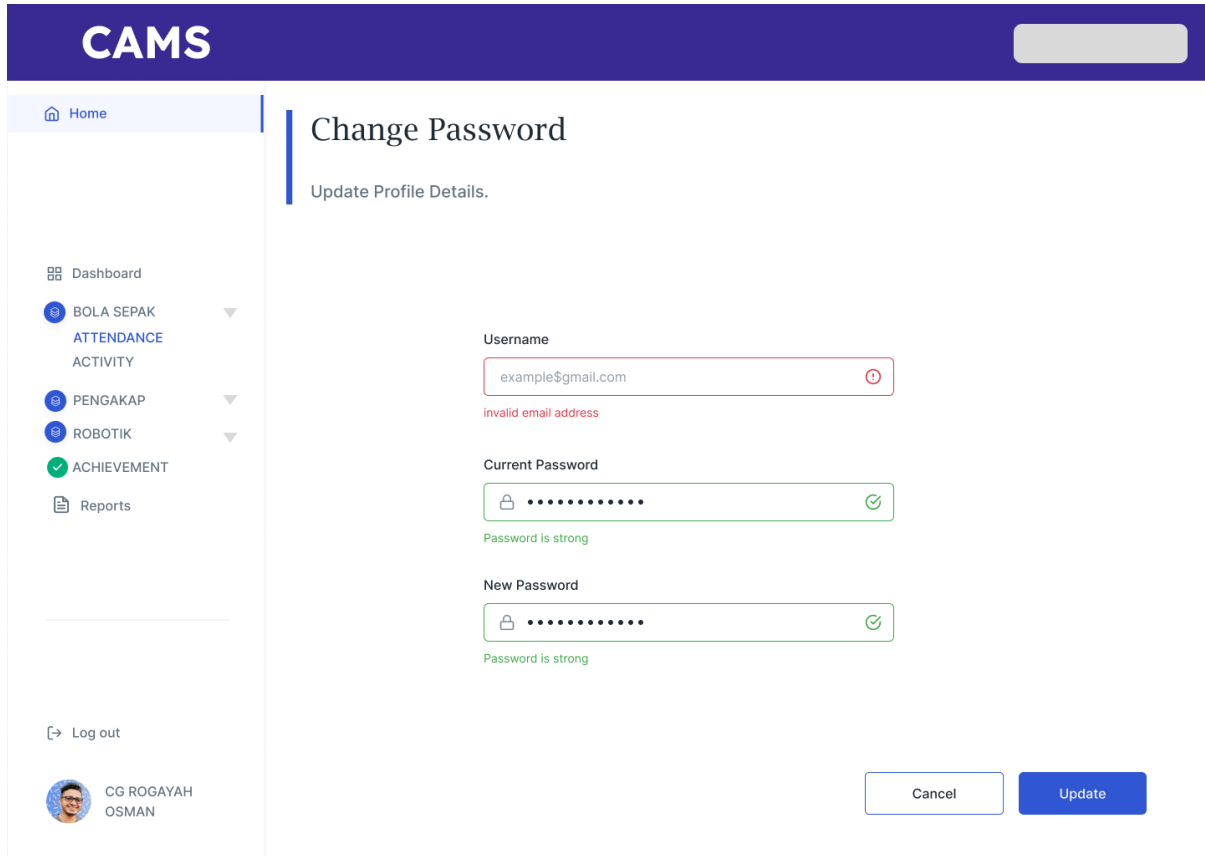 CAMS
Home
Change Password
Update Profile Details.
Dashboard
BOLA SEPAK
ATTENDANCE
ACTIVITY
PENGAKAP
ROBOTIK
ACHIEVEMENT
Reports
Username
example$gmail.com
invalid email address
Current Password
••••••••••••
Password is strong
New Password
••••••••••••
Password is strong
Log out
CG ROGAYAH
OSMAN
Cancel
Update